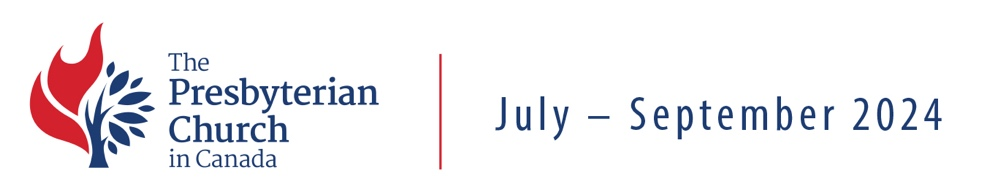 The
Presbyterian
Church
in Canada
July – September 2024